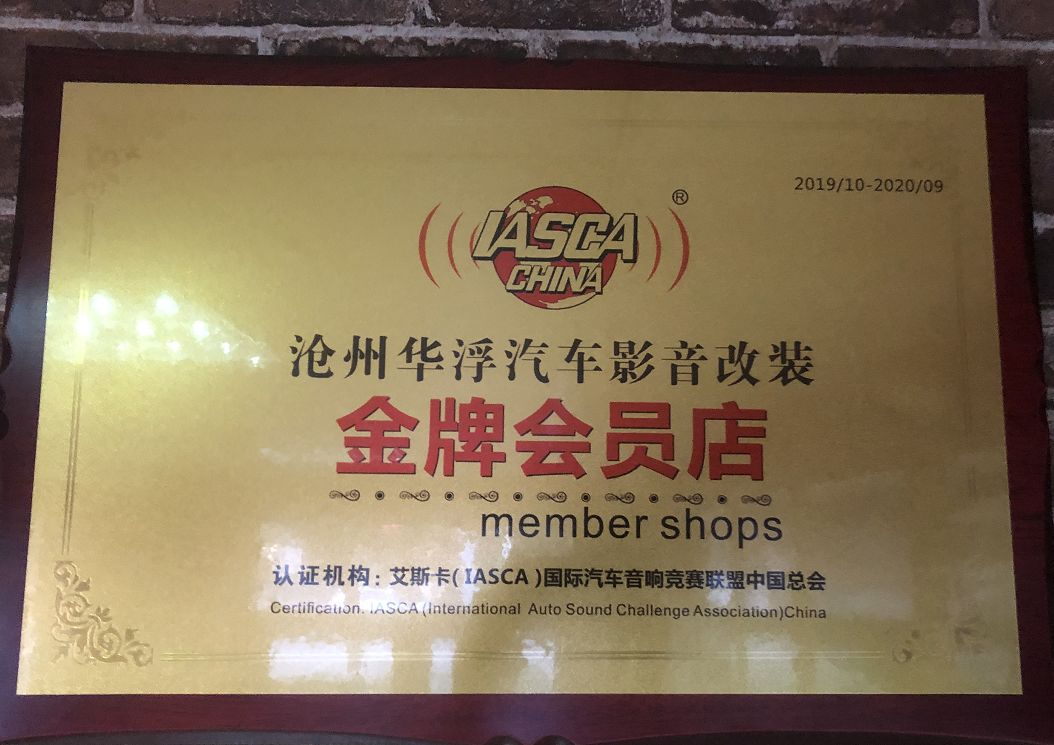 2019/10-2020/09
®
IASCA
CHINA
沧州华浮汽车影音改装
金牌会员店
member shops
认证机构：艾斯卡(IASCA)国际汽车音响竞赛联盟中国总会
Certification: IASCA(International Auto Sound Challenge Association)China